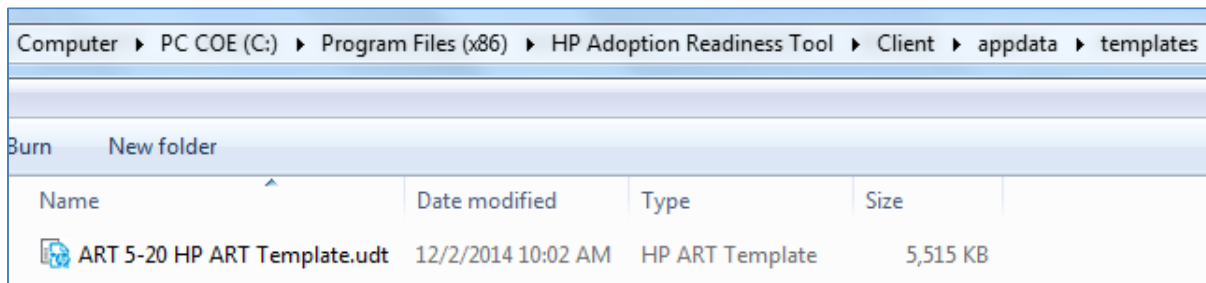 Computer ▸ PC COE (C:) ▸ Program Files (x86) ▸ HP Adoption Readiness Tool ▸ Client ▸ appdata ▸ templates
Burn New folder
Name Date modified Type Size
ART 5-20 HP ART Template.udt 12/2/2014 10:02 AM HP ART Template 5,515 KB